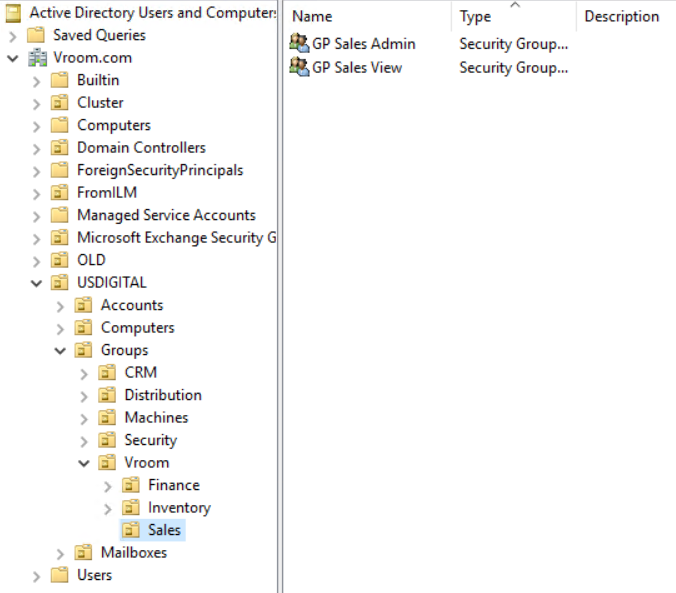 Active Directory Users and Computers
Saved Queries
Vroom.com
Builtin
Cluster
Computers
Domain Controllers
ForeignSecurityPrincipals
FromILM
Managed Service Accounts
Microsoft Exchange Security G
OLD
USDIGITAL
Accounts
Computers
Groups
CRM
Distribution
Machines
Security
Vroom
Finance
Inventory
Sales
Mailboxes
Users
Name Type Description
GP Sales Admin Security Group...
GP Sales View Security Group...